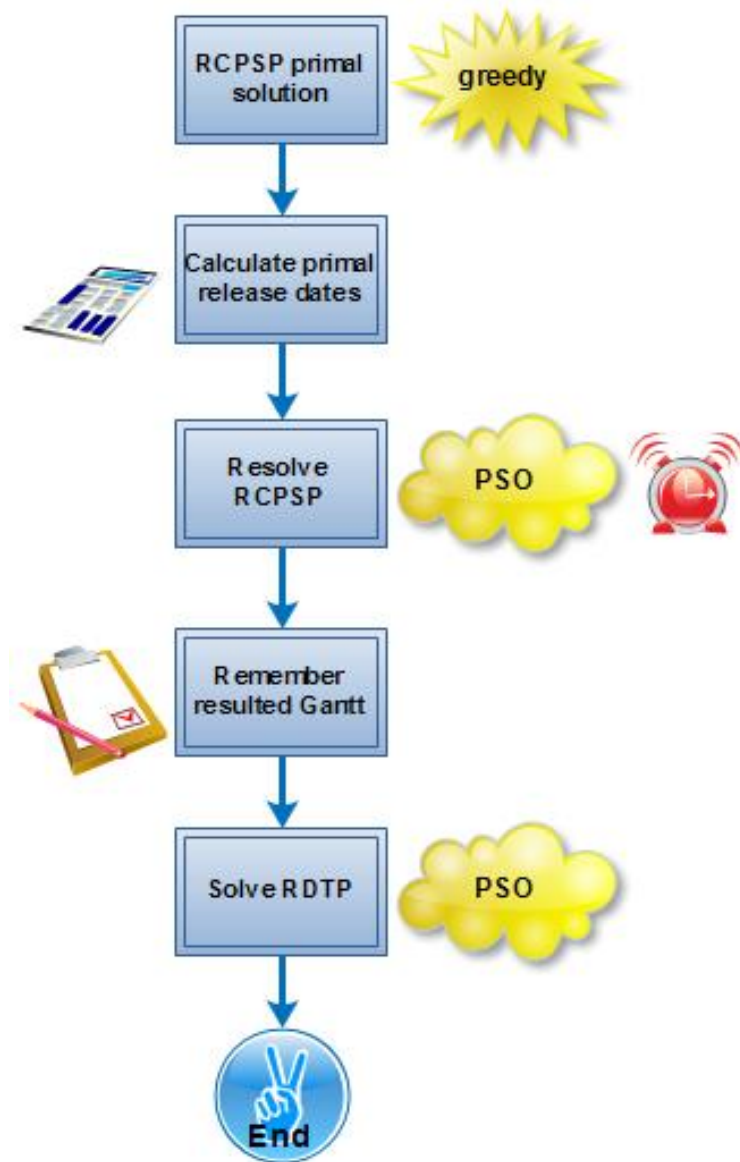 RCPSP primal
solution
greedy
Calculate primal
release dates
Resolve
RCPSP
PSO
Remember
resulted Gantt
Solve RDTP
PSO
End